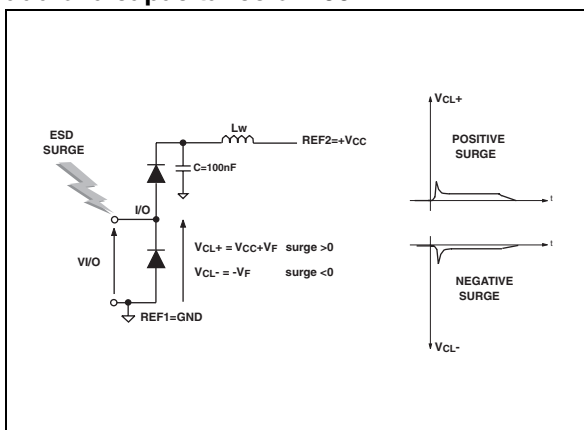 ESD
SURGE
Lw
REF2=+VCC
C=100nF
I/O
VI/O
VCL+ = VCC+VF surge >0
VCL- = -VF surge <0
REF1=GND
VCL+
POSITIVE
SURGE
t
t
NEGATIVE
SURGE
VCL-